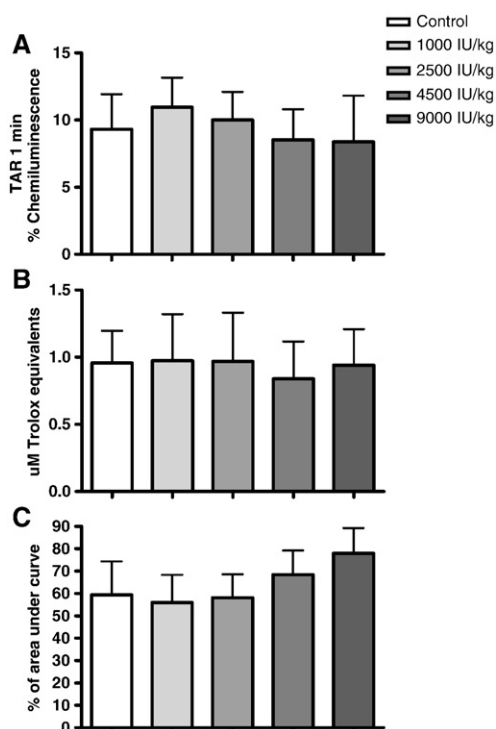 Control
1000 IU/kg
2500 IU/kg
4500 IU/kg
9000 IU/kg
A
TAR 1 min
% Chemiluminescence
15
10
5
0
B
uM Trolox equivalents
1.5
1.0
0.5
0.0
C
% of area under curve
90
80
70
60
50
40
30
20
10
0